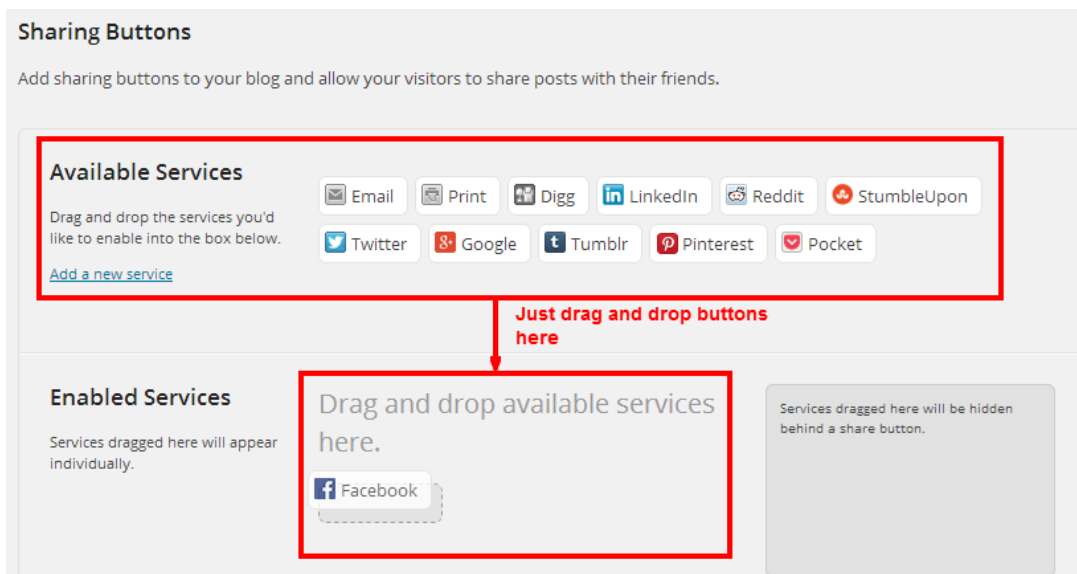 Sharing Buttons
Add sharing buttons to your blog and allow your visitors to share posts with their friends.
Available Services
Drag and drop the services you'd
like to enable into the box below.
Add a new service
Email Print Digg LinkedIn Reddit StumbleUpon
Twitter Google Tumblr Pinterest Pocket
Just drag and drop buttons
here
Enabled Services
Services dragged here will appear
individually.
Drag and drop available services
here.
Facebook
Services dragged here will be hidden
behind a share button.